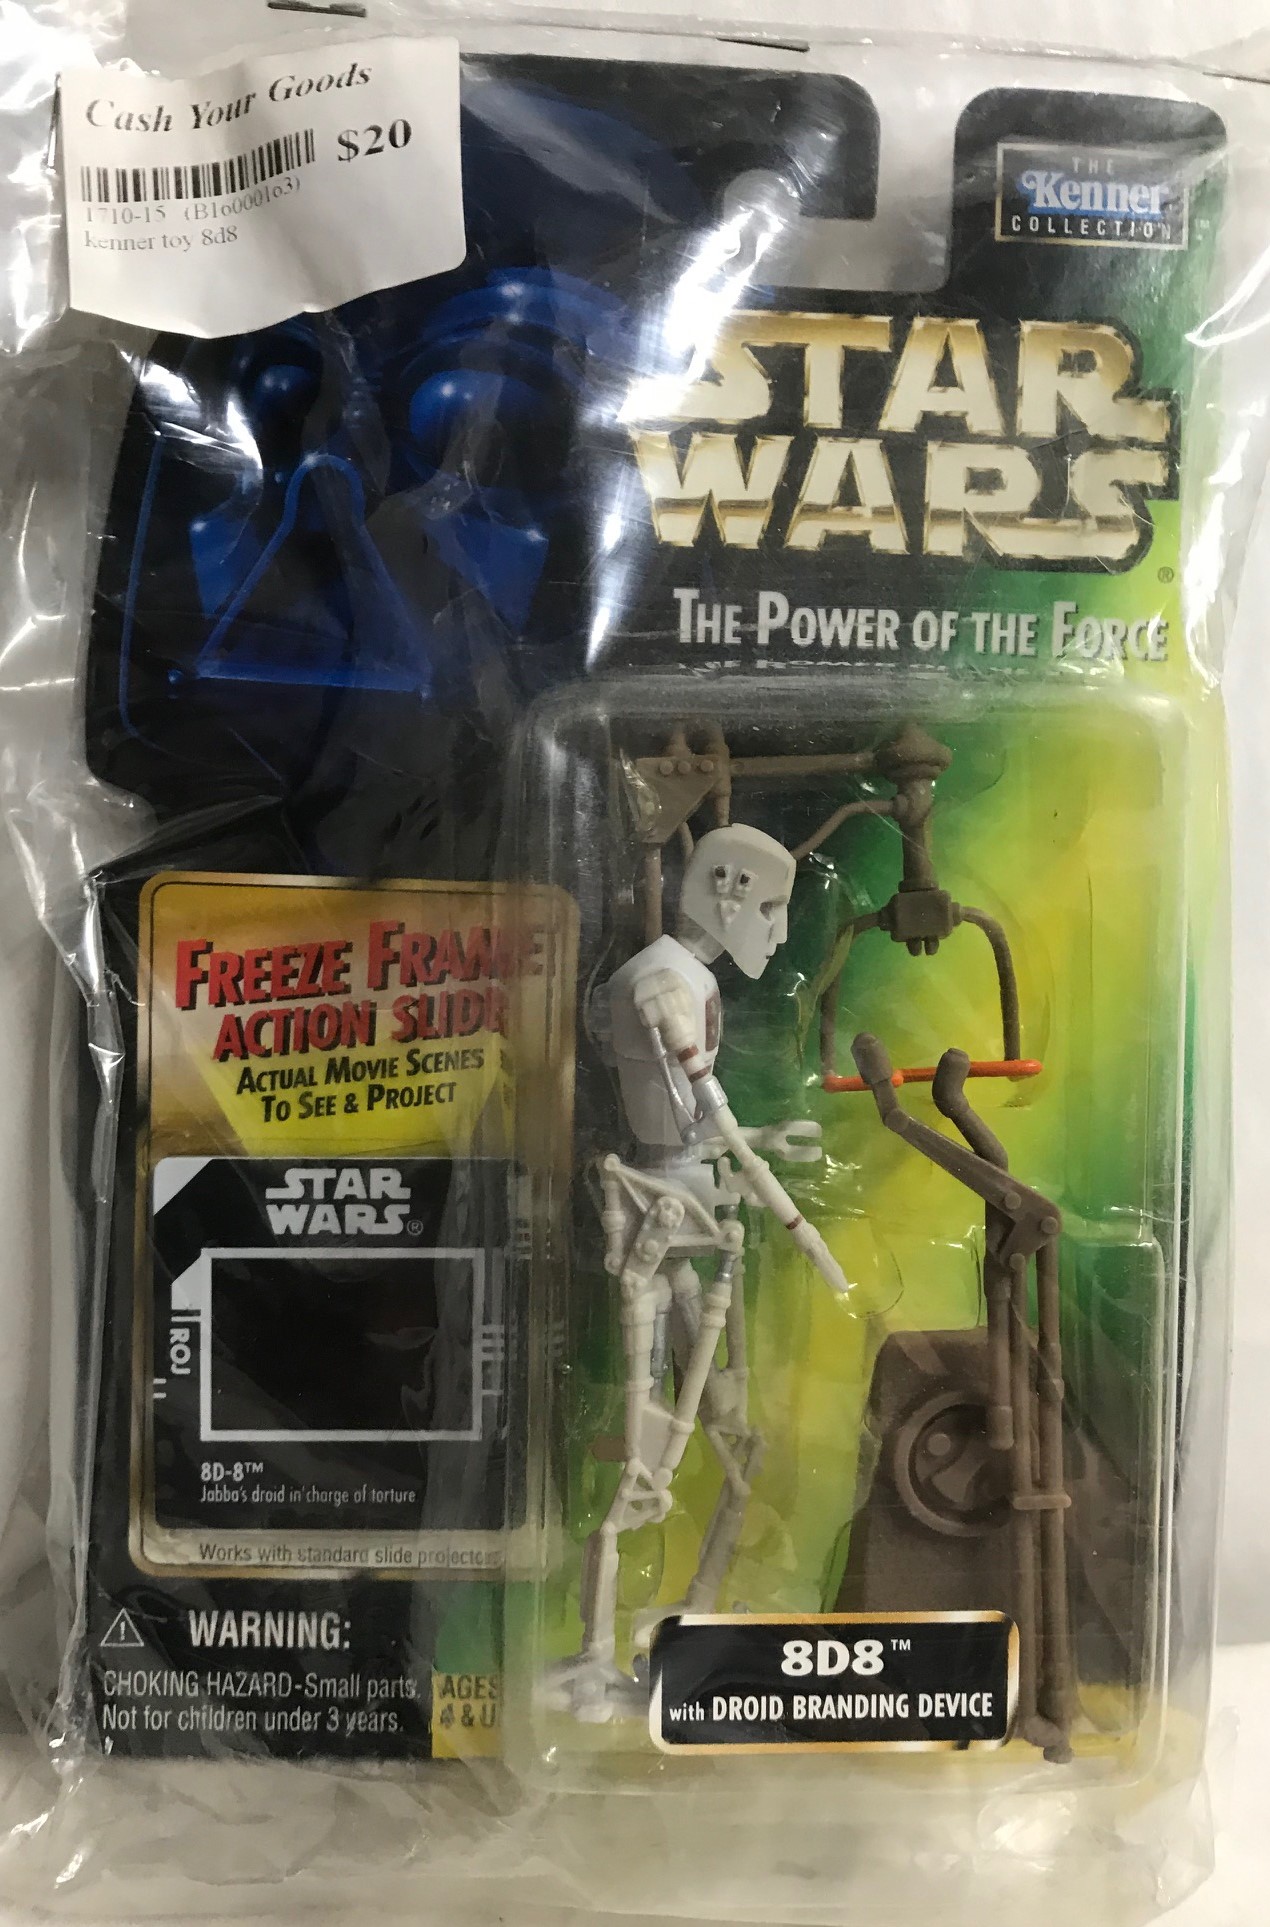 Cash Your Goods
$20
1710-15 (B16000163)
kenner toy 8d8
THE
Kenner
COLLECTION
STAR
WARS
®
THE POWER OF THE FORCE
FREEZE FRAME
ACTION SLIDE
ACTUAL MOVIE SCENES
TO SEE & PROJECT
STAR
WARS®
8D-8™
Jabba's droid in charge of torture
Works with standard slide projectors
WARNING:
CHOKING HAZARD-Small parts.
Not for children under 3 years.
AGES
4 & U
8D8™
with DROID BRANDING DEVICE